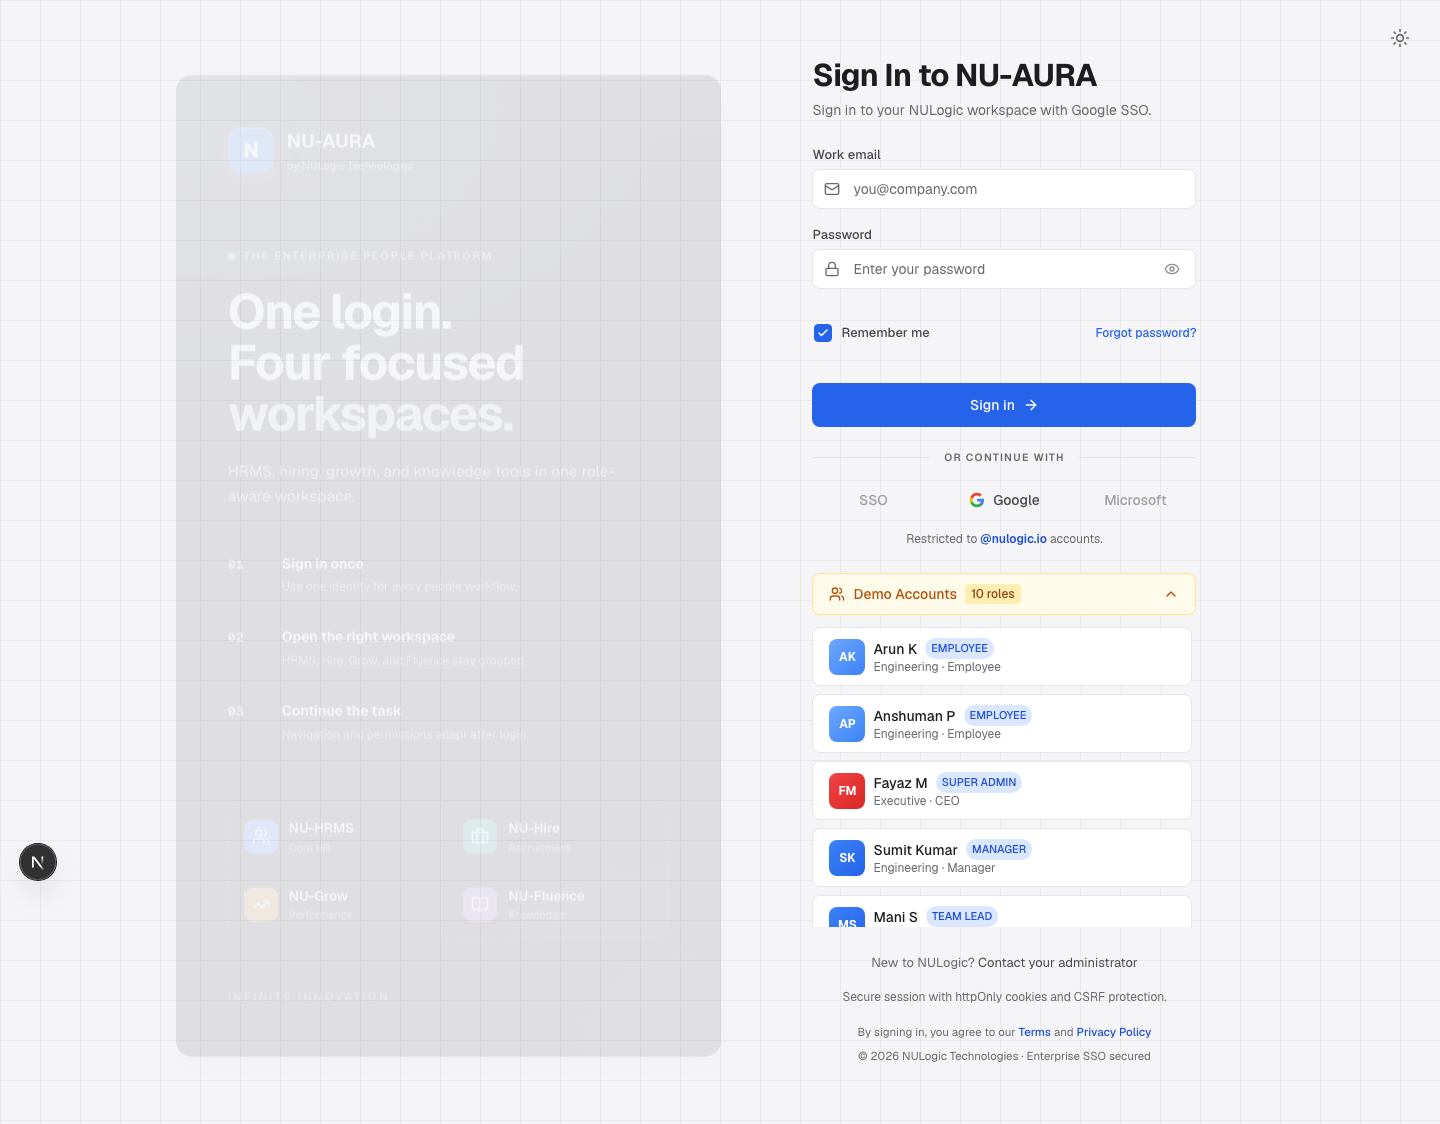 N
NU-AURA
by NULogic Technologies
THE ENTERPRISE PEOPLE PLATFORM
One login.
Four focused
workspaces.
HRMS, hiring, growth, and knowledge tools in one role-
aware workspace.
01 Sign in once
Use one identity for every people workflow.
02 Open the right workspace
HRMS, Hire, Grow, and Fluence stay grouped.
03 Continue the task
Navigation and permissions adapt after login.
NU-HRMS
Core HR
NU-Hire
Recruitment
NU-Grow
Performance
NU-Fluence
Knowledge
INFINITE INNOVATION
N
Sign In to NU-AURA
Sign in to your NULogic workspace with Google SSO.
Work email
you@company.com
Password
Enter your password
Remember me
Forgot password?
Sign in
OR CONTINUE WITH
SSO
Google
Microsoft
Restricted to @nulogic.io accounts.
Demo Accounts 10 roles
AK
Arun K EMPLOYEE
Engineering · Employee
AP
Anshuman P EMPLOYEE
Engineering · Employee
FM
Fayaz M SUPER ADMIN
Executive · CEO
SK
Sumit Kumar MANAGER
Engineering · Manager
MS
Mani S TEAM LEAD
New to NULogic? Contact your administrator
Secure session with httpOnly cookies and CSRF protection.
By signing in, you agree to our Terms and Privacy Policy
© 2026 NULogic Technologies · Enterprise SSO secured